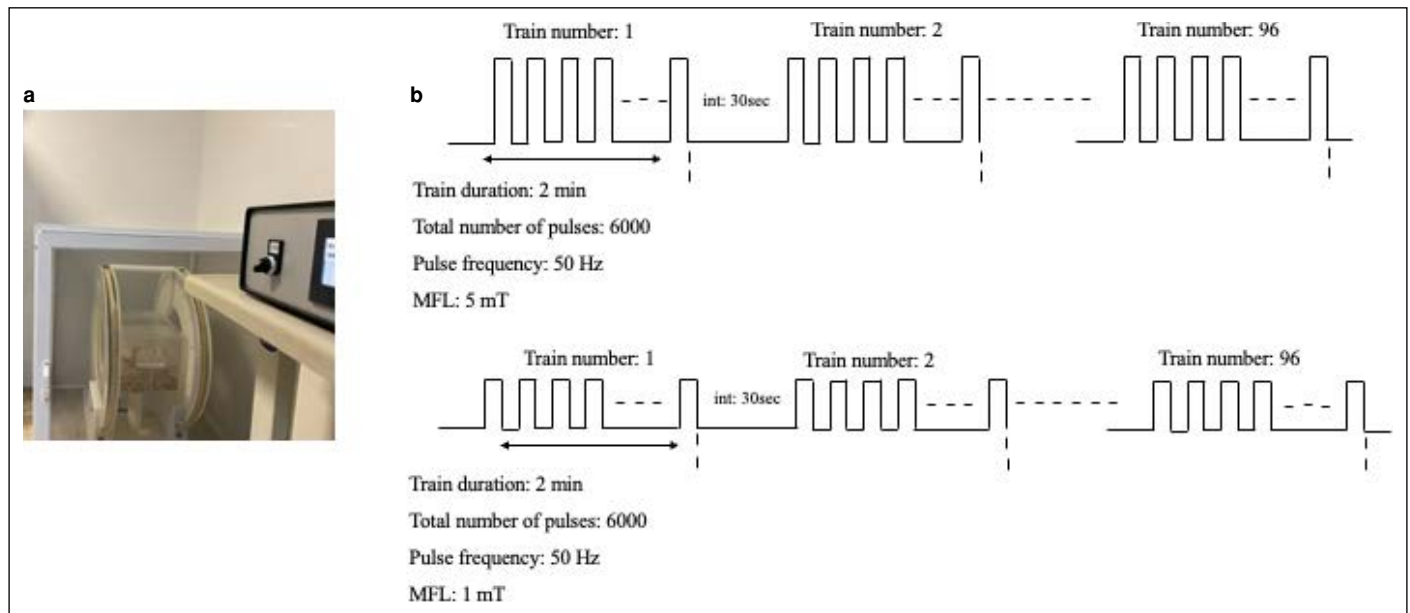 a
b
Train number: 1
Train number: 2
Train number: 96
int: 30sec
Train duration: 2 min
Total number of pulses: 6000
Pulse frequency: 50 Hz
MFL: 5 mT
Train number: 1
Train number: 2
Train number: 96
int: 30sec
Train duration: 2 min
Total number of pulses: 6000
Pulse frequency: 50 Hz
MFL: 1 mT